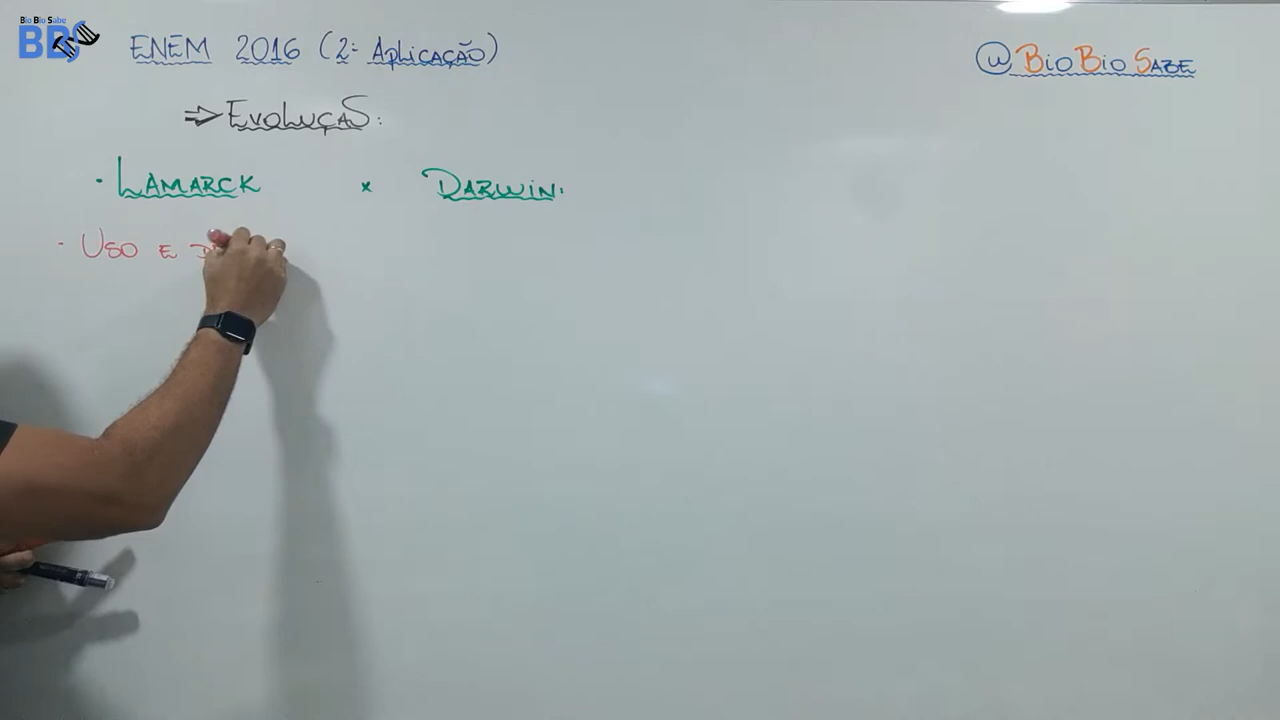 Bio Bio Sabe
BBS
ENEM 2016 (2ª Aplicação)
@BioBioSabe
⇒ Evolução:
· Lamarck x Darwin:
· Uso e d